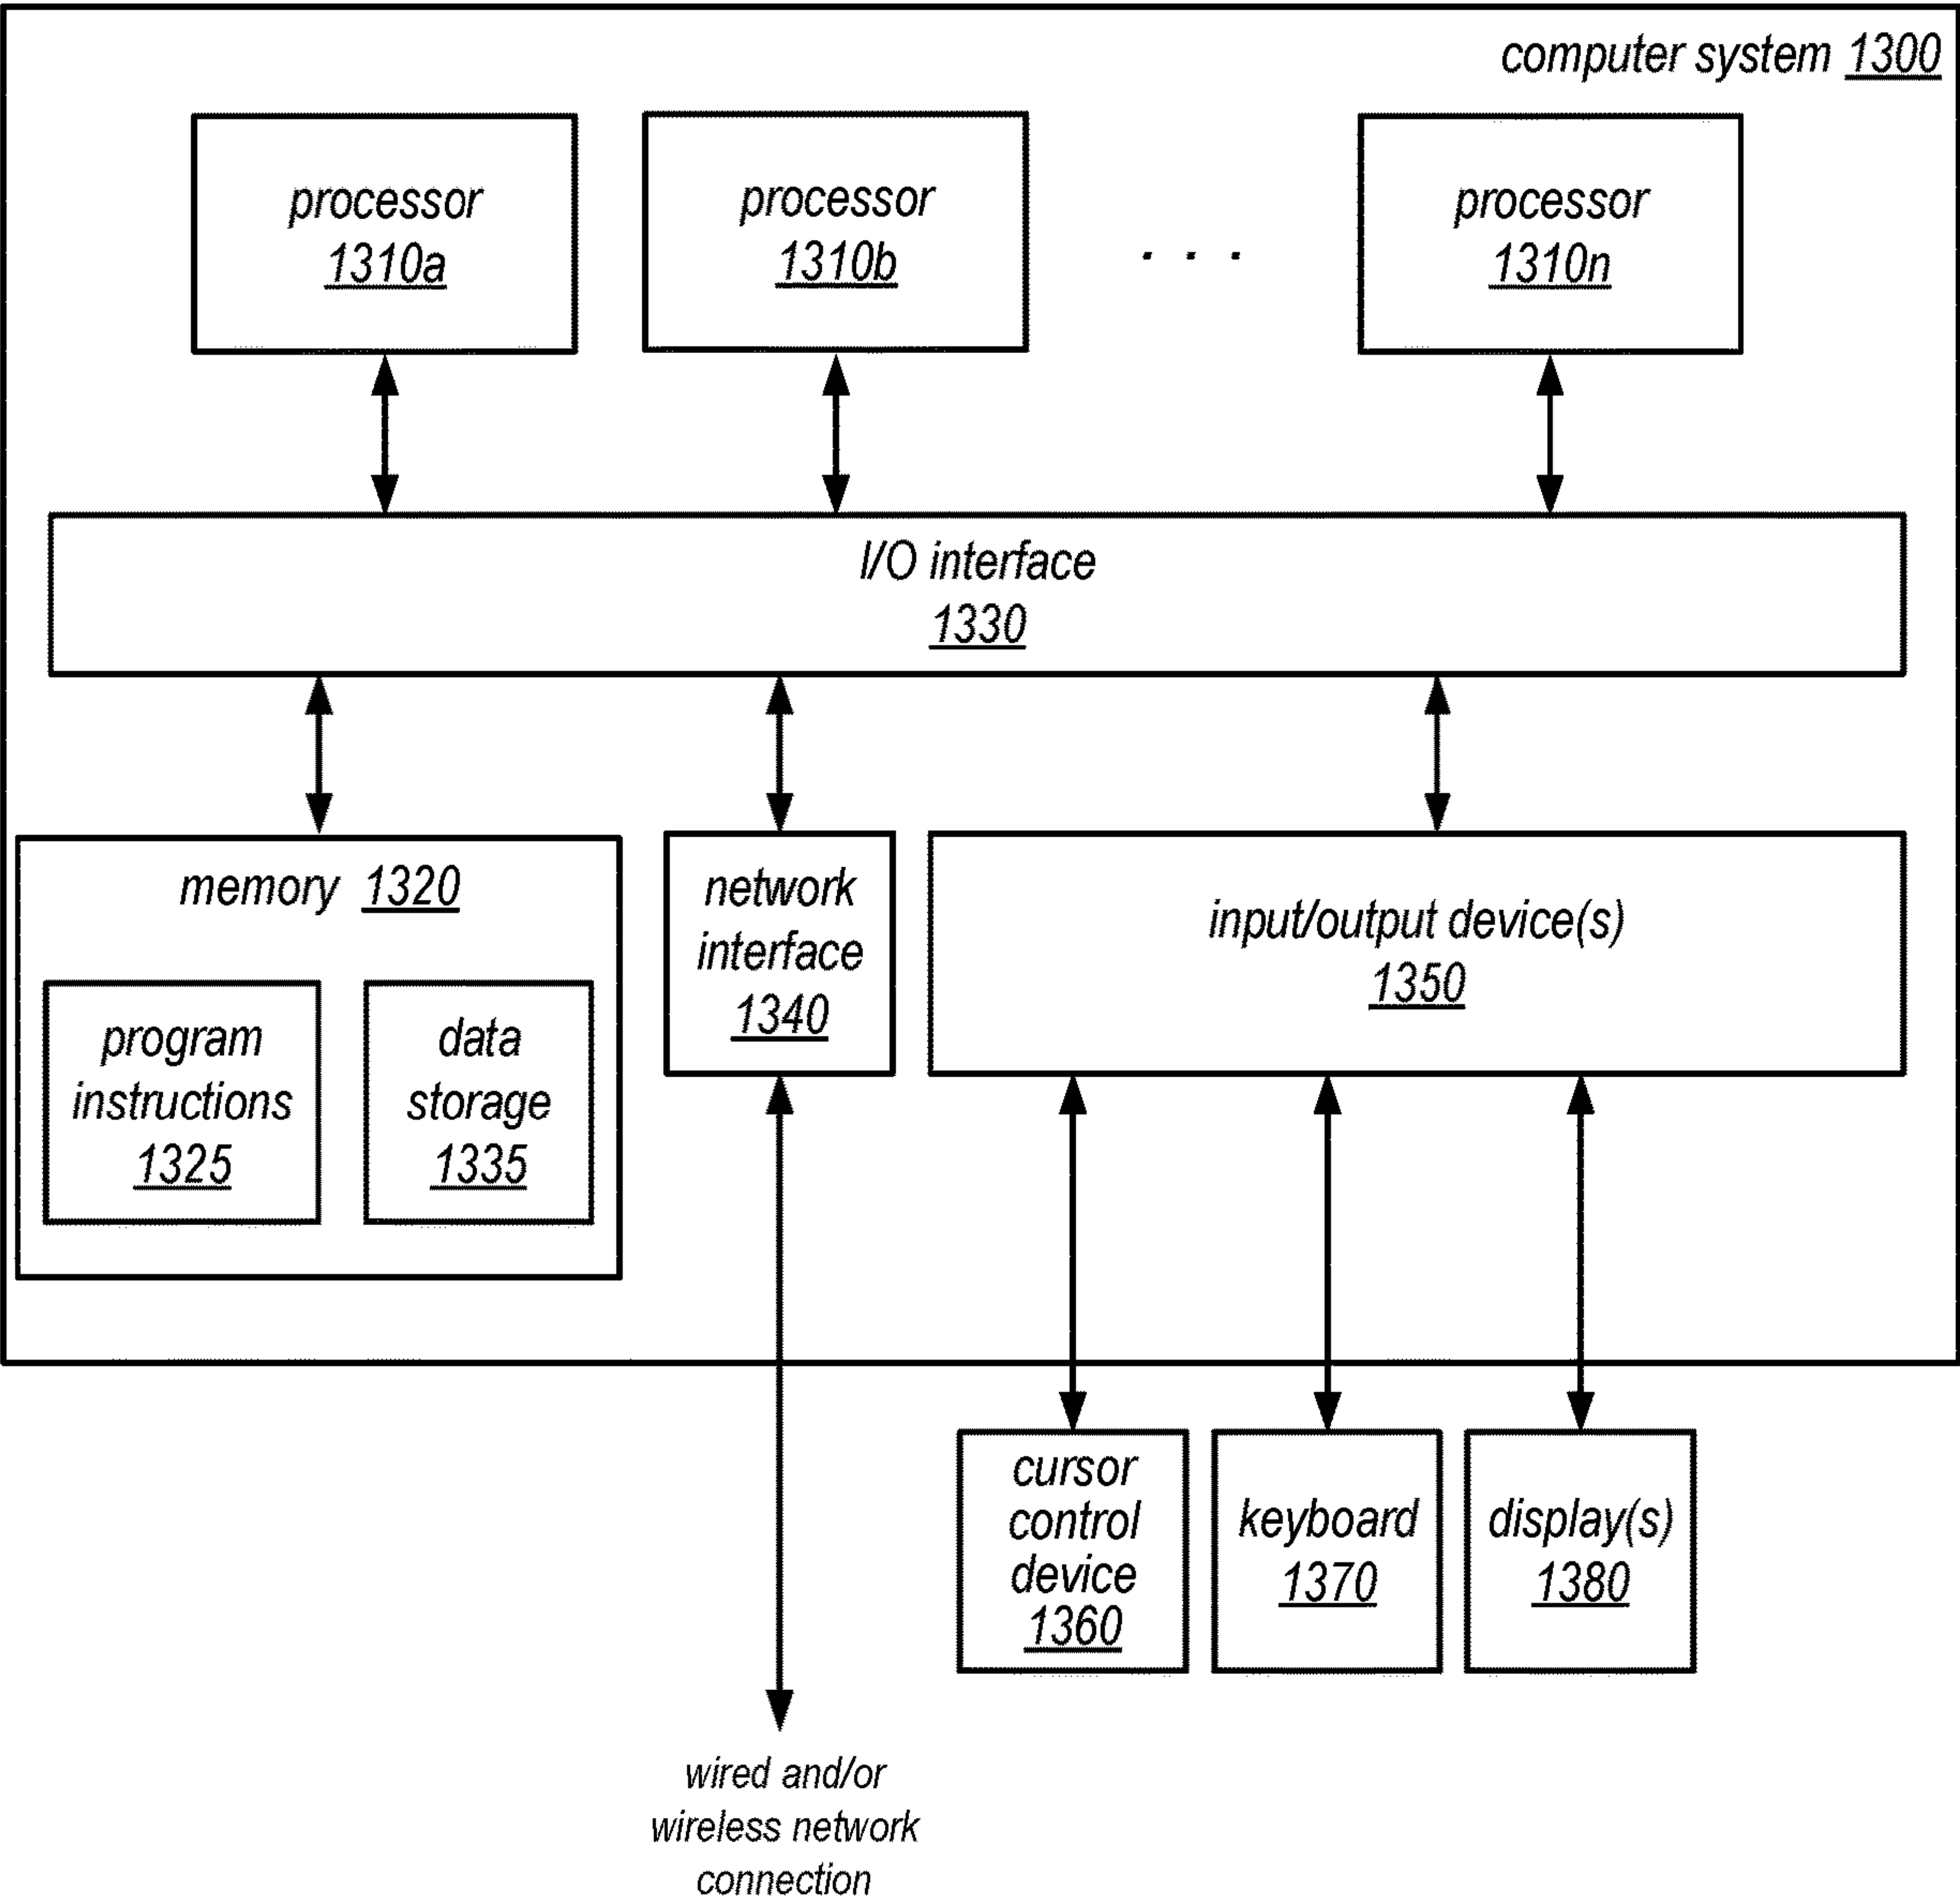 computer system 1300
processor
1310a
processor
1310b
. . .
processor
1310n
I/O interface
1330
memory 1320
program
instructions
1325
data
storage
1335
network
interface
1340
input/output device(s)
1350
cursor
control
device
1360
keyboard
1370
display(s)
1380
wired and/or
wireless network
connection